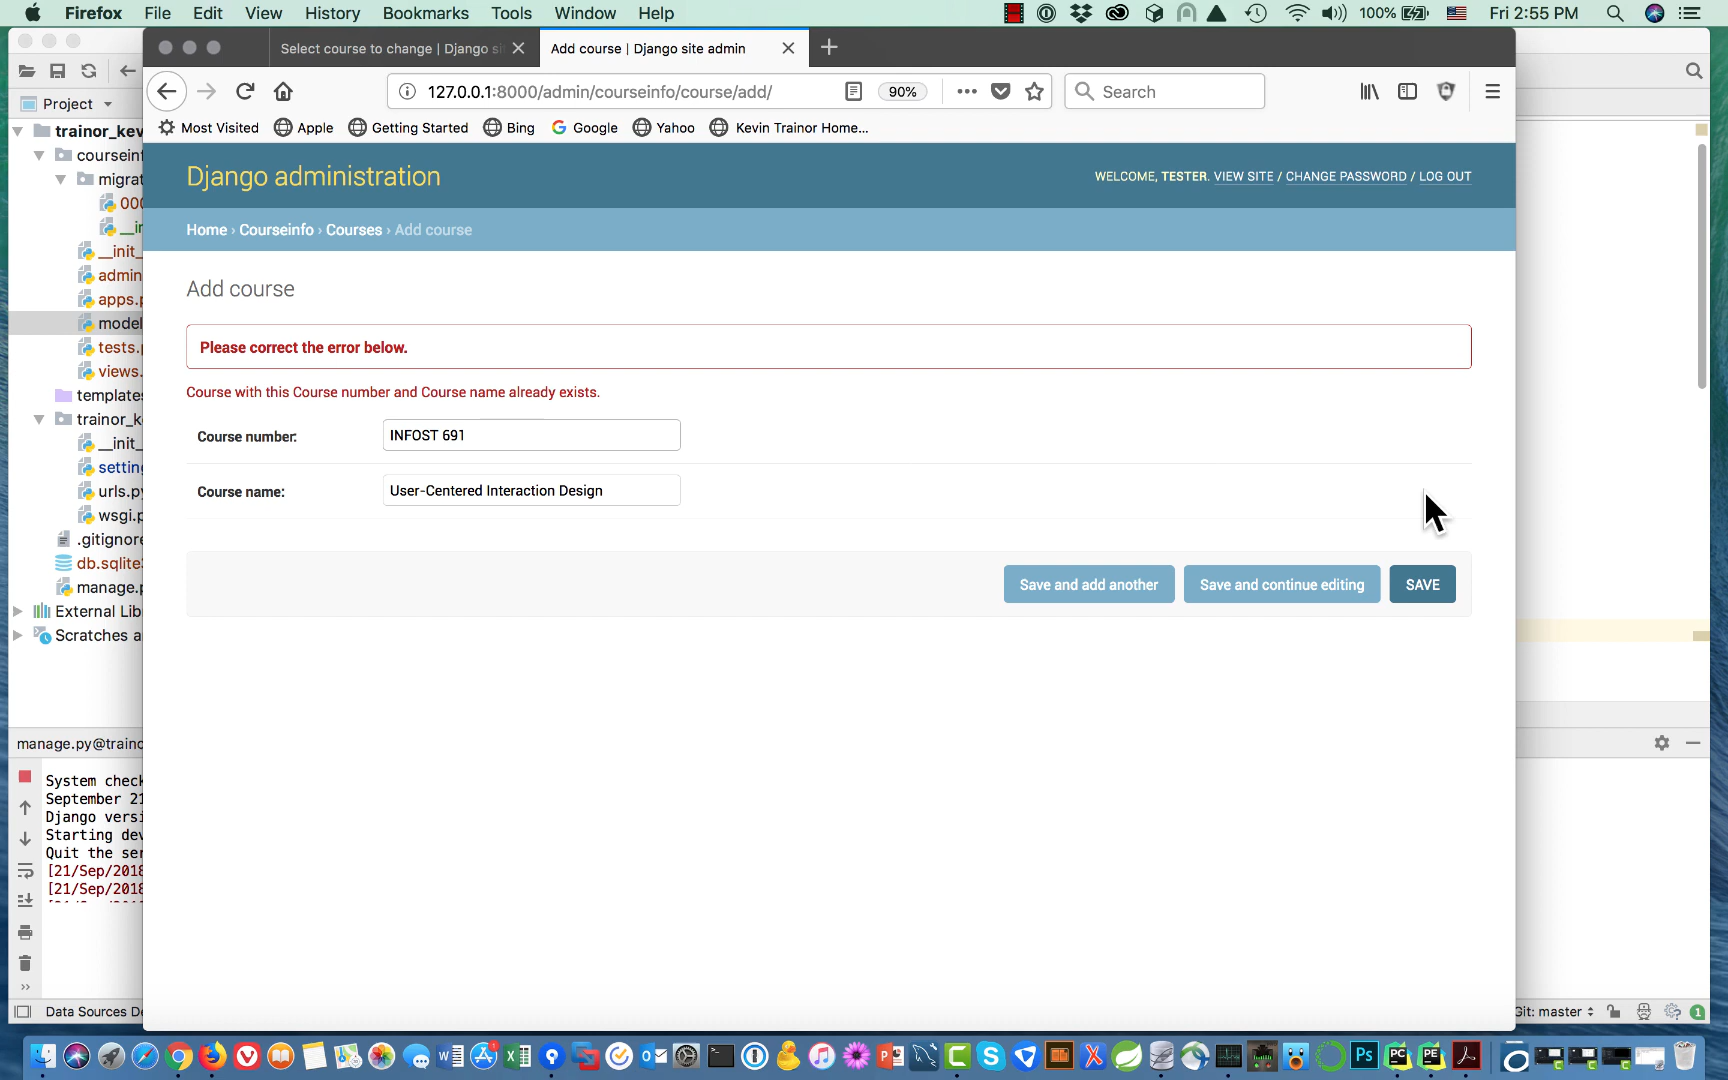 Firefox File Edit View History Bookmarks Tools Window Help 100% Fri 2:55 PM
Select course to change | Django si
Add course | Django site admin
127.0.0.1:8000/admin/courseinfo/course/add/ 90% Search
Most Visited Apple Getting Started Bing Google Yahoo Kevin Trainor Home...
Project
trainor_kev
courseinf
migrat
000
__in
__init_
admin
apps.p
model
tests.p
views.
templates
trainor_k
__init_
setting
urls.py
wsgi.p
.gitignore
db.sqlite3
manage.p
External Lib
Scratches a
Django administration
WELCOME, TESTER. VIEW SITE / CHANGE PASSWORD / LOG OUT
Home › Courseinfo › Courses › Add course
Add course
Please correct the error below.
Course with this Course number and Course name already exists.
Course number: INFOST 691
Course name: User-Centered Interaction Design
Save and add another Save and continue editing SAVE
manage.py@traino
System check
September 21
Django versi
Starting dev
Quit the ser
[21/Sep/2018
[21/Sep/2018
Data Sources De
Git: master
1